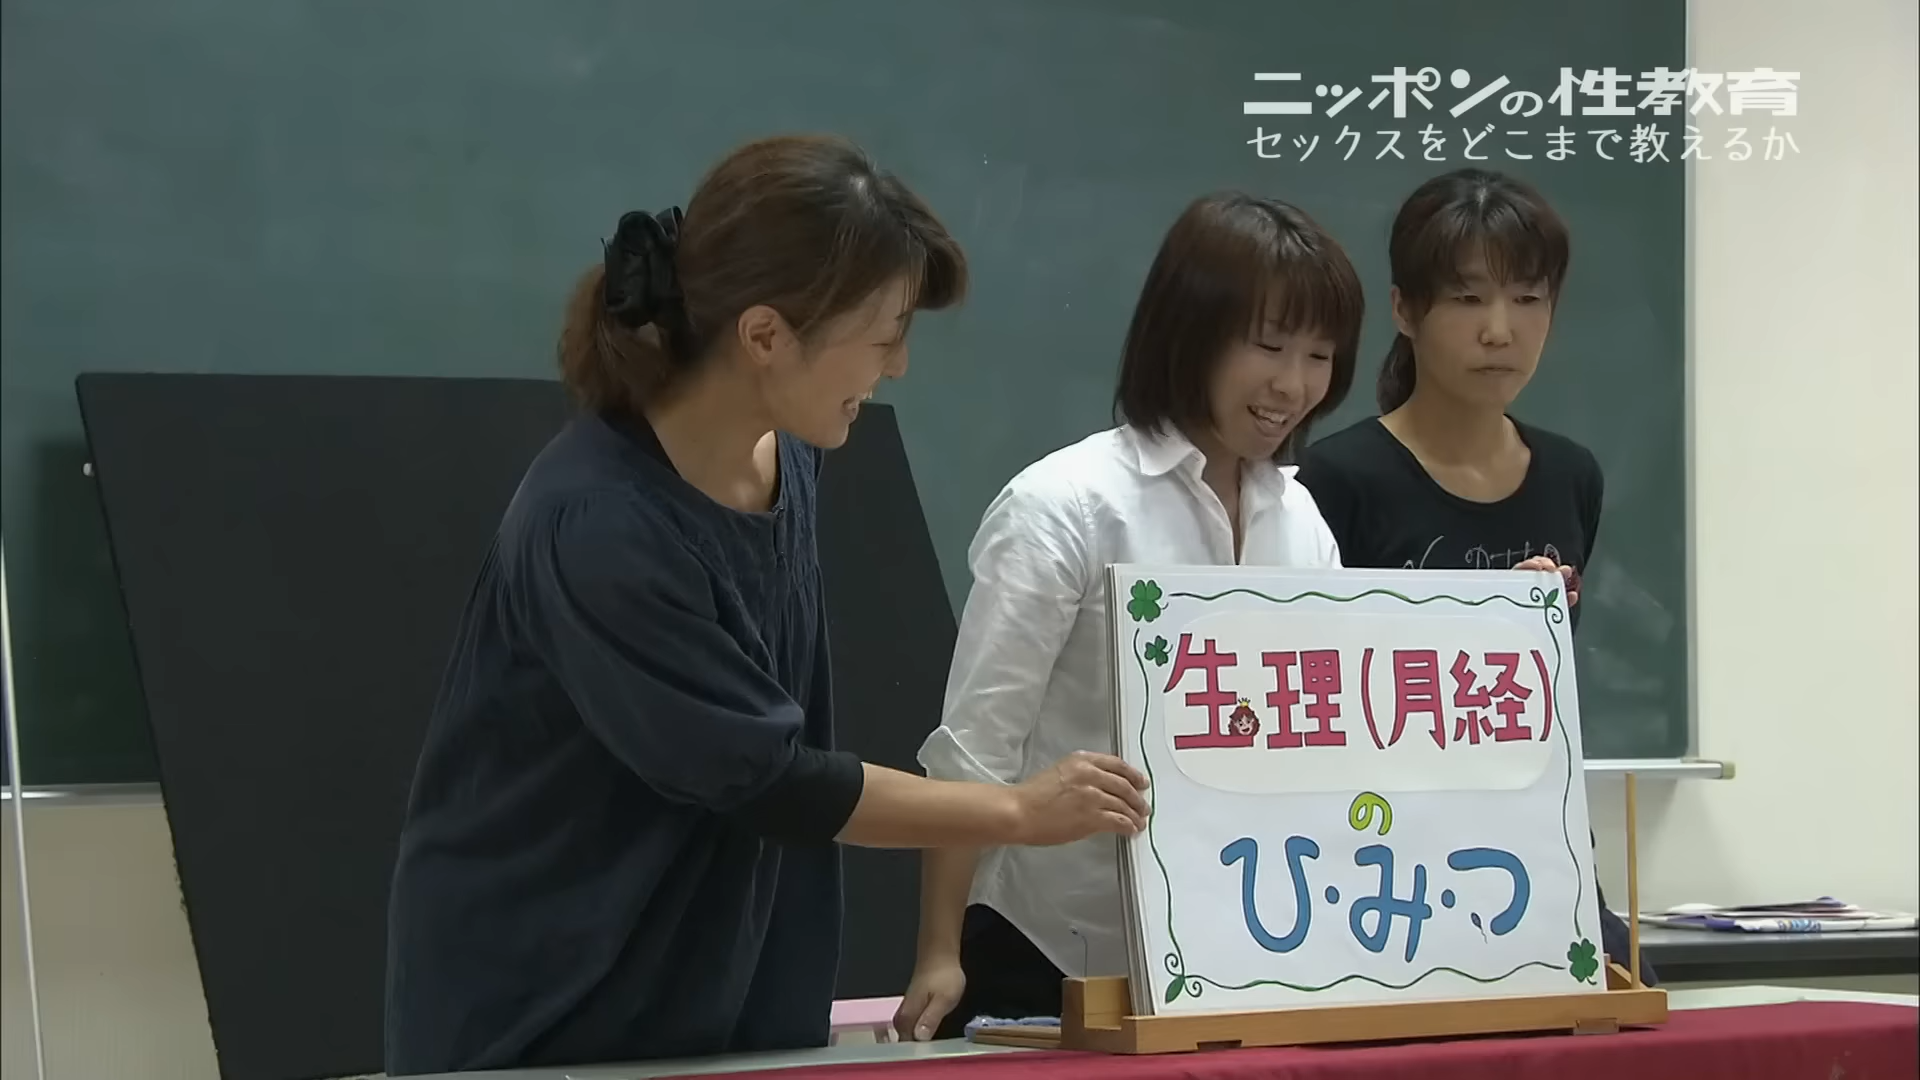 ニッポンの性教育
セックスをどこまで教えるか
生理(月経)
の
ひ・み・つ